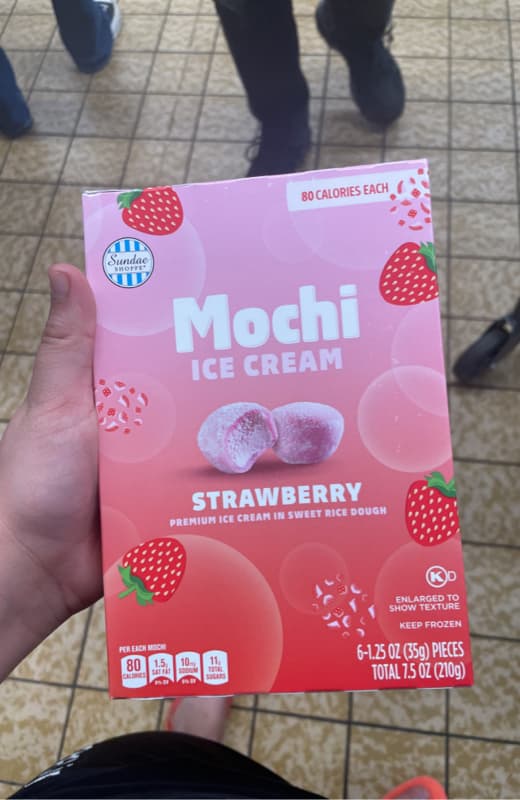 80 CALORIES EACH
Sundae
SHOPPE
Mochi
ICE CREAM
STRAWBERRY
PREMIUM ICE CREAM IN SWEET RICE DOUGH
K D
ENLARGED TO
SHOW TEXTURE
KEEP FROZEN
6-1.25 OZ (35g) PIECES
TOTAL 7.5 OZ (210g)
PER EACH MOCHI
80
CALORIES
1.5g
SAT FAT
10mg
SODIUM
11g
TOTAL
SUGARS